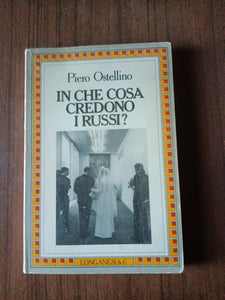 Piero Ostellino
IN CHE COSA
CREDONO
I RUSSI?
LONGANESI & C.